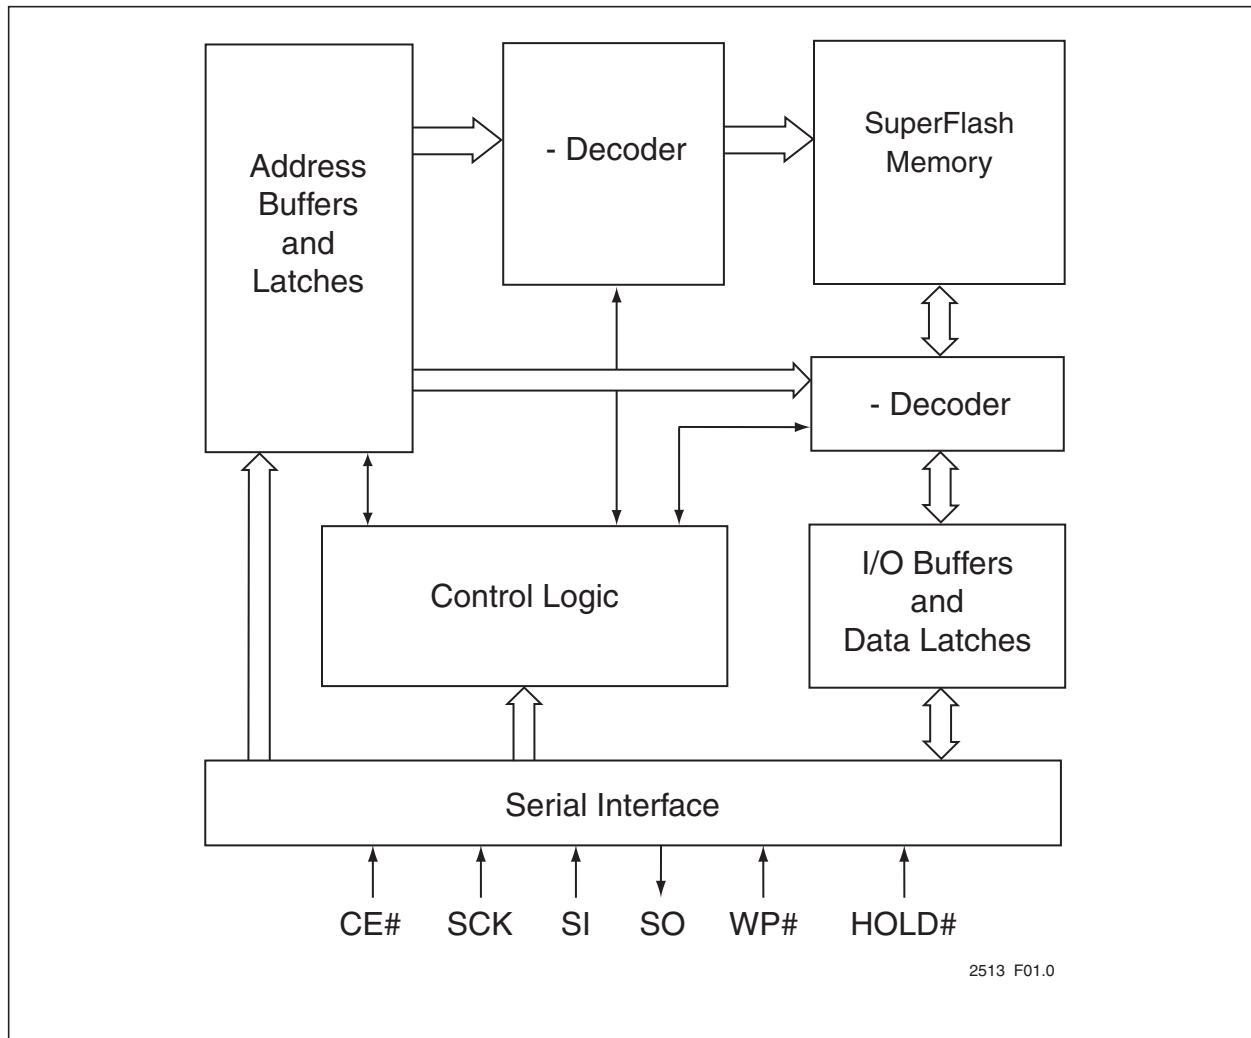 Address
Buffers
and
Latches
- Decoder
SuperFlash
Memory
- Decoder
Control Logic
I/O Buffers
and
Data Latches
Serial Interface
CE# SCK SI SO WP# HOLD#
2513 F01.0